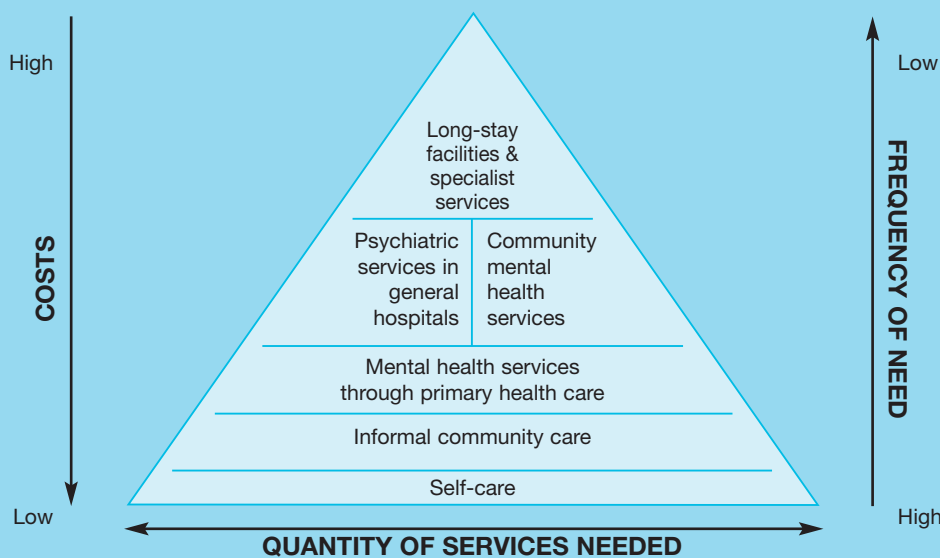 High
Low
Long-stay
facilities &
specialist
services
COSTS
FREQUENCY OF NEED
Psychiatric
services in
general
hospitals
Community
mental
health
services
Mental health services
through primary health care
Informal community care
Self-care
Low
High
QUANTITY OF SERVICES NEEDED